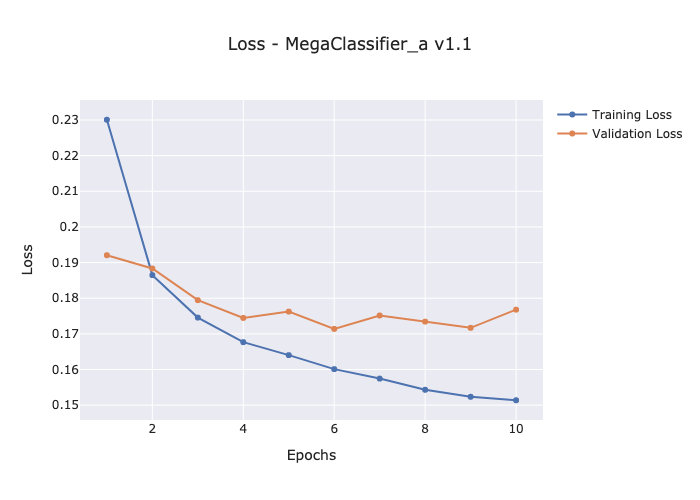 Loss - MegaClassifier_a v1.1
Training Loss
Validation Loss
0.23
0.22
0.21
0.2
0.19
0.18
0.17
0.16
0.15
Loss
2
4
6
8
10
Epochs